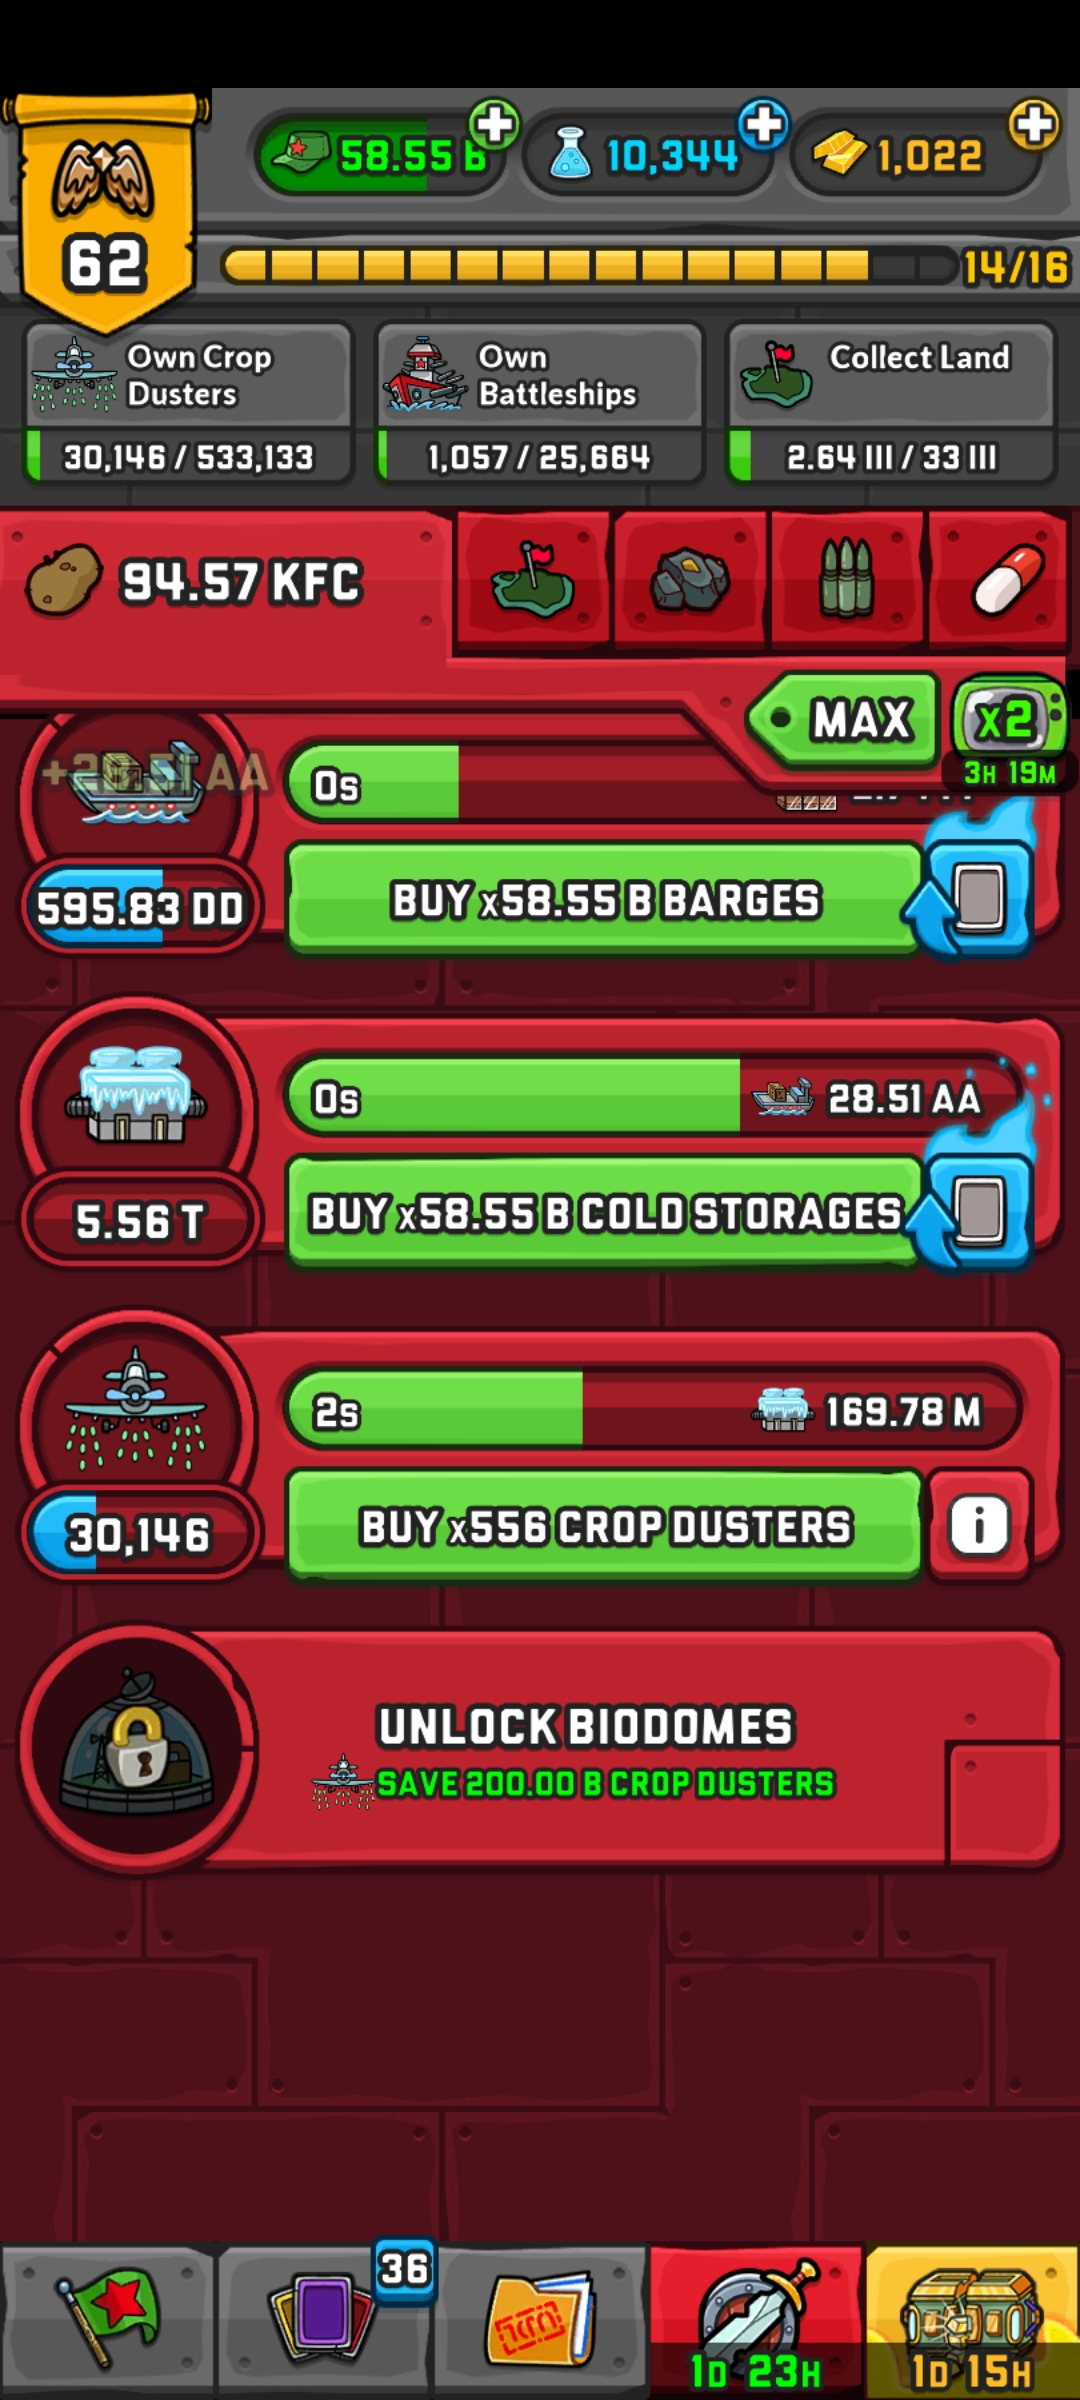 58.55 B
10,344
1,022
62
14/16
Own Crop
Dusters
Own
Battleships
Collect Land
30,146 / 533,133
1,057 / 25,664
2.64 III / 33 III
94.57 KFC
MAX
x2
3H 19M
0s
595.83 DD
BUY x58.55 B BARGES
0s
28.51 AA
5.56 T
BUY x58.55 B COLD STORAGES
2s
169.78 M
30,146
BUY x556 CROP DUSTERS
i
UNLOCK BIODOMES
SAVE 200.00 B CROP DUSTERS
36
1D 23H
1D 15H